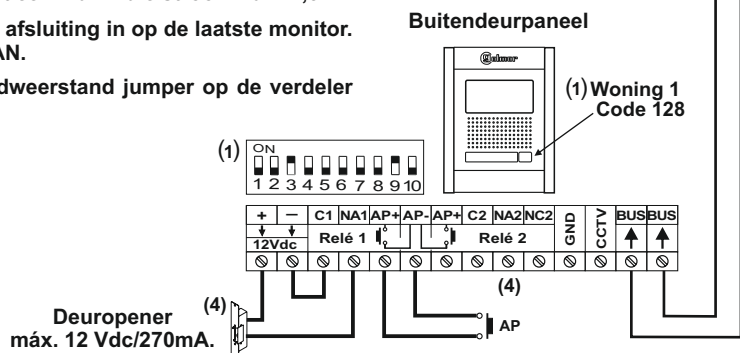 afsluiting in op de laatste monitor.
AN.
dweerstand jumper op de verdeler
Buitendeurpaneel
Golmar
(1) Woning 1
Code 128
(1)
ON
1 2 3 4 5 6 7 8 9 10
+ − C1 NA1 AP+ AP- AP+ C2 NA2 NC2 GND CCTV BUS BUS
12Vdc Relé 1 Relé 2
(4)
(4)
Deuropener
máx. 12 Vdc/270mA.
AP